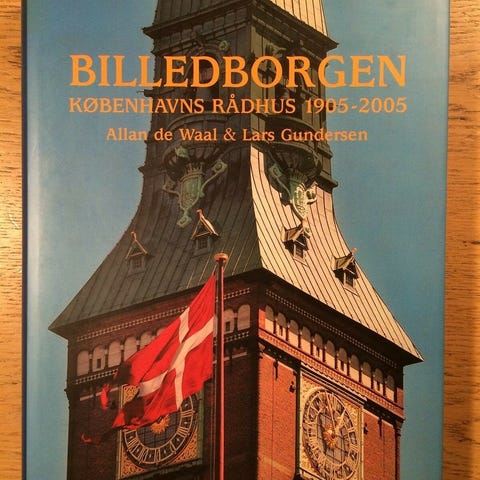 BILLEDBORGEN
KØBENHAVNS RÅDHUS 1905-2005
Allan de Waal & Lars Gundersen